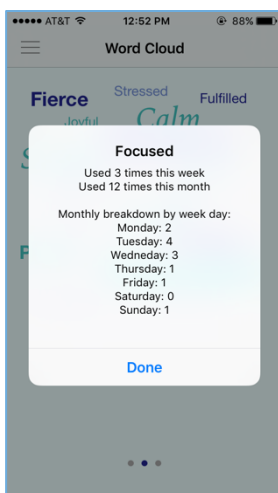 AT&T 12:52 PM 88%
Word Cloud
Fierce Stressed Fulfilled
Joyful Calm
Focused
Used 3 times this week
Used 12 times this month
Monthly breakdown by week day:
Monday: 2
Tuesday: 4
Wedneday: 3
Thursday: 1
Friday: 1
Saturday: 0
Sunday: 1
Done